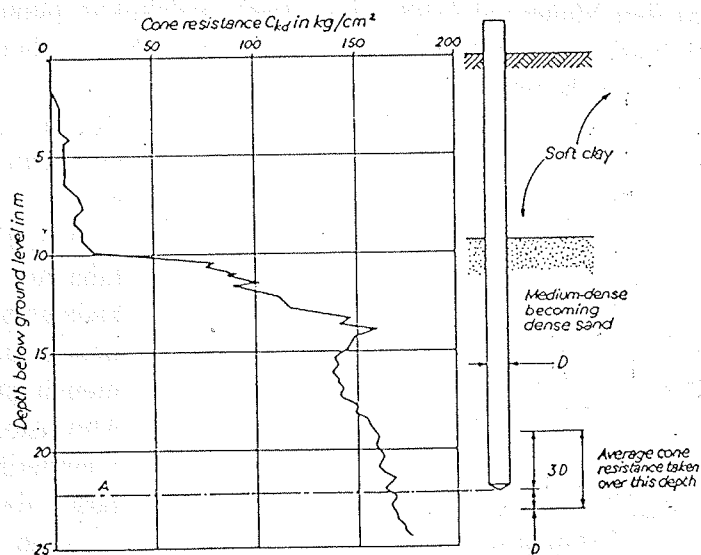 Cone resistance Ckd in kg/cm²
0 50 100 150 200
0
5
10
15
20
25
Depth below ground level in m
A
Soft clay
Medium-dense
becoming
dense sand
D
3D
Average cone
resistance taken
over this depth
D